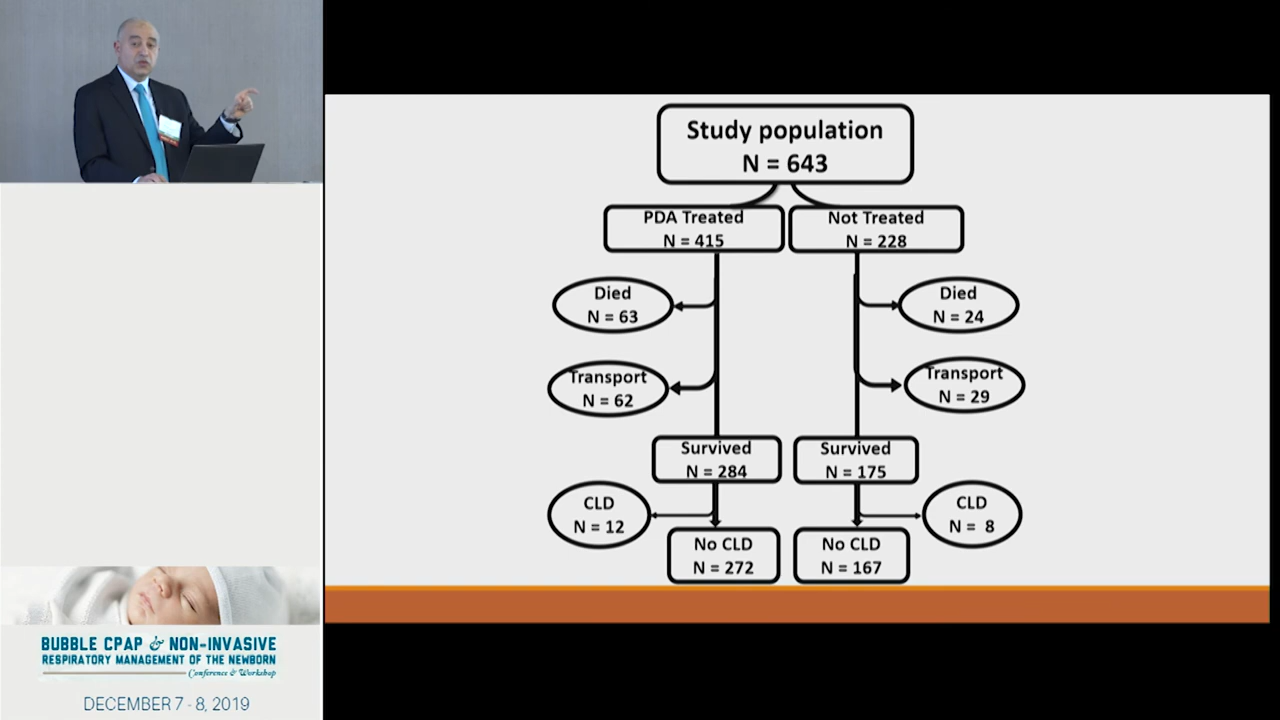 Study population
N = 643
PDA Treated
N = 415
Not Treated
N = 228
Died
N = 63
Died
N = 24
Transport
N = 62
Transport
N = 29
Survived
N = 284
Survived
N = 175
CLD
N = 12
CLD
N = 8
No CLD
N = 272
No CLD
N = 167
BUBBLE CPAP & NON-INVASIVE
RESPIRATORY MANAGEMENT OF THE NEWBORN
Conference & Workshop
DECEMBER 7 - 8, 2019